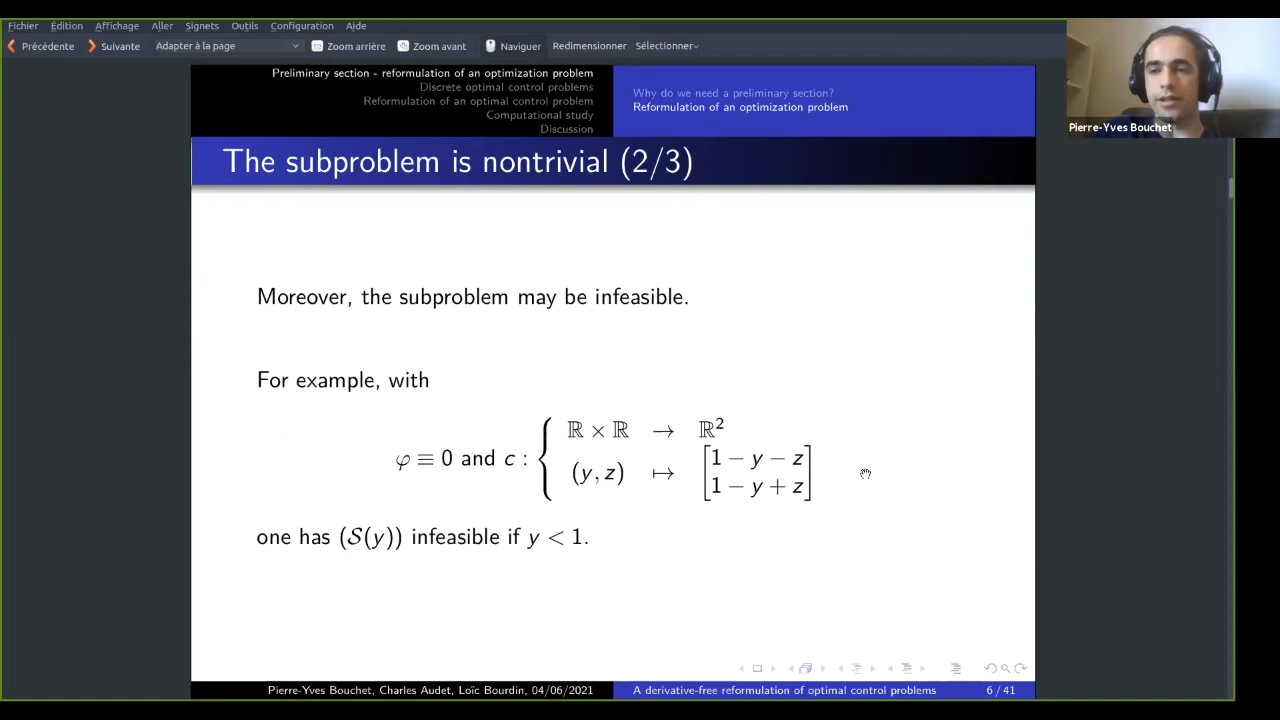 Fichier Édition Affichage Aller Signets Outils Configuration Aide
Précédente Suivante Adapter à la page Zoom arrière Zoom avant Naviguer Redimensionner Sélectionner
Pierre-Yves Bouchet
Preliminary section - reformulation of an optimization problem
Discrete optimal control problems
Reformulation of an optimal control problem
Computational study
Discussion
Why do we need a preliminary section?
Reformulation of an optimization problem
The subproblem is nontrivial (2/3)
Moreover, the subproblem may be infeasible.
For example, with
φ ≡ 0 and c : { ℝ × ℝ → ℝ²
(y, z) ↦ [1 − y − z
1 − y + z]
one has (𝒮(y)) infeasible if y < 1.
Pierre-Yves Bouchet, Charles Audet, Loïc Bourdin, 04/06/2021 A derivative-free reformulation of optimal control problems 6 / 41